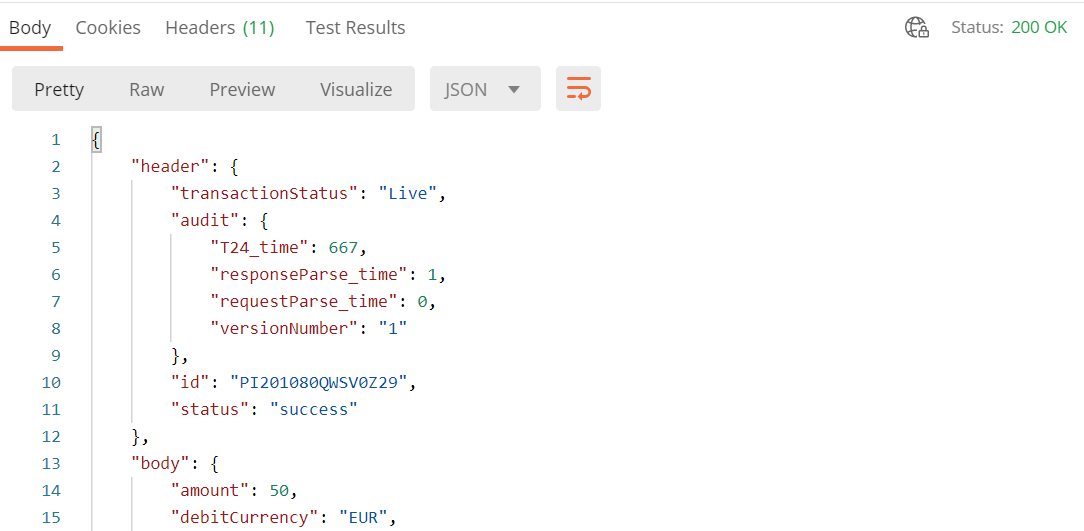 Body Cookies Headers (11) Test Results Status: 200 OK
Pretty Raw Preview Visualize JSON
1 {
2 "header": {
3 "transactionStatus": "Live",
4 "audit": {
5 "T24_time": 667,
6 "responseParse_time": 1,
7 "requestParse_time": 0,
8 "versionNumber": "1"
9 },
10 "id": "PI201080QWSV0Z29",
11 "status": "success"
12 },
13 "body": {
14 "amount": 50,
15 "debitCurrency": "EUR",